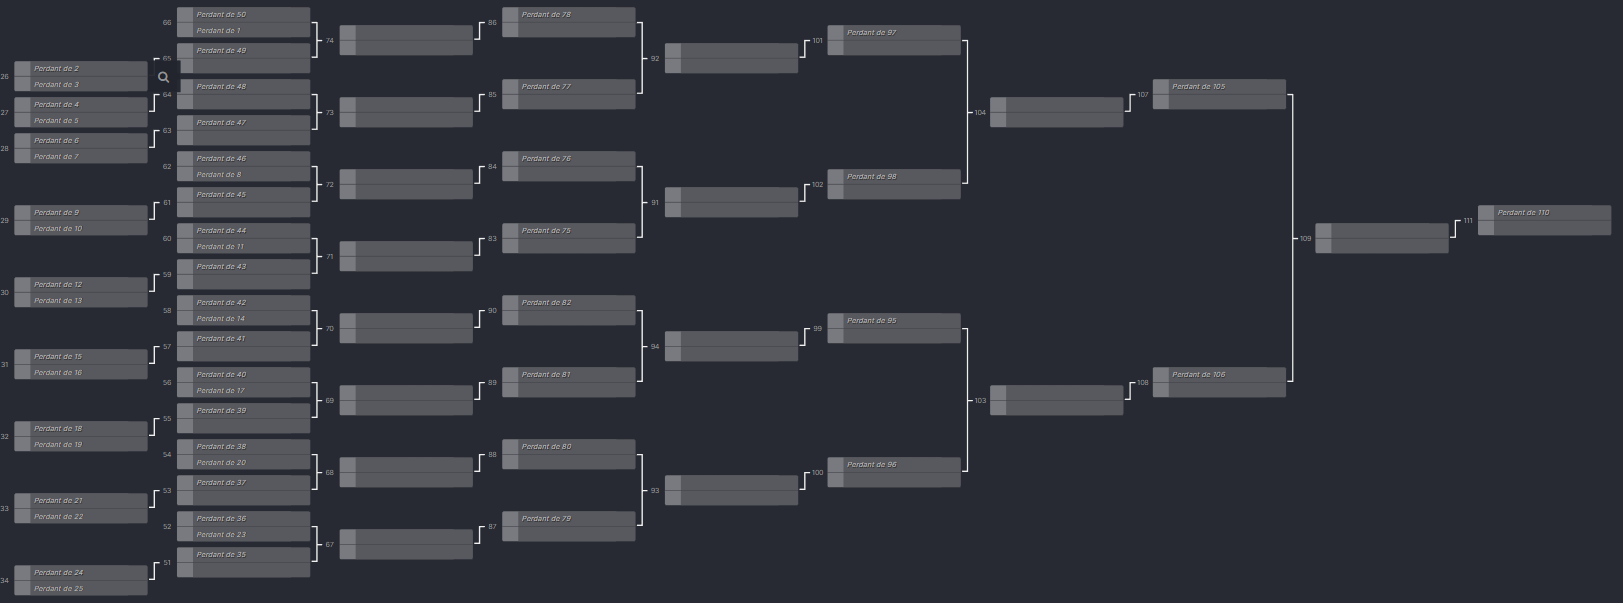 26
Perdant de 2
Perdant de 3
27
Perdant de 4
Perdant de 5
28
Perdant de 6
Perdant de 7
29
Perdant de 9
Perdant de 10
30
Perdant de 12
Perdant de 13
31
Perdant de 15
Perdant de 16
32
Perdant de 18
Perdant de 19
33
Perdant de 21
Perdant de 22
34
Perdant de 24
Perdant de 25
66
Perdant de 50
Perdant de 1
65
Perdant de 49
64
Perdant de 48
63
Perdant de 47
62
Perdant de 46
Perdant de 8
61
Perdant de 45
60
Perdant de 44
Perdant de 11
59
Perdant de 43
58
Perdant de 42
Perdant de 14
57
Perdant de 41
56
Perdant de 40
Perdant de 17
55
Perdant de 39
54
Perdant de 38
Perdant de 20
53
Perdant de 37
52
Perdant de 36
Perdant de 23
51
Perdant de 35
74
73
72
71
70
69
68
67
86
Perdant de 78
85
Perdant de 77
84
Perdant de 76
83
Perdant de 75
90
Perdant de 82
89
Perdant de 81
88
Perdant de 80
87
Perdant de 79
92
91
94
93
101
Perdant de 97
102
Perdant de 98
99
Perdant de 95
100
Perdant de 96
104
103
107
Perdant de 105
108
Perdant de 106
109
111
Perdant de 110